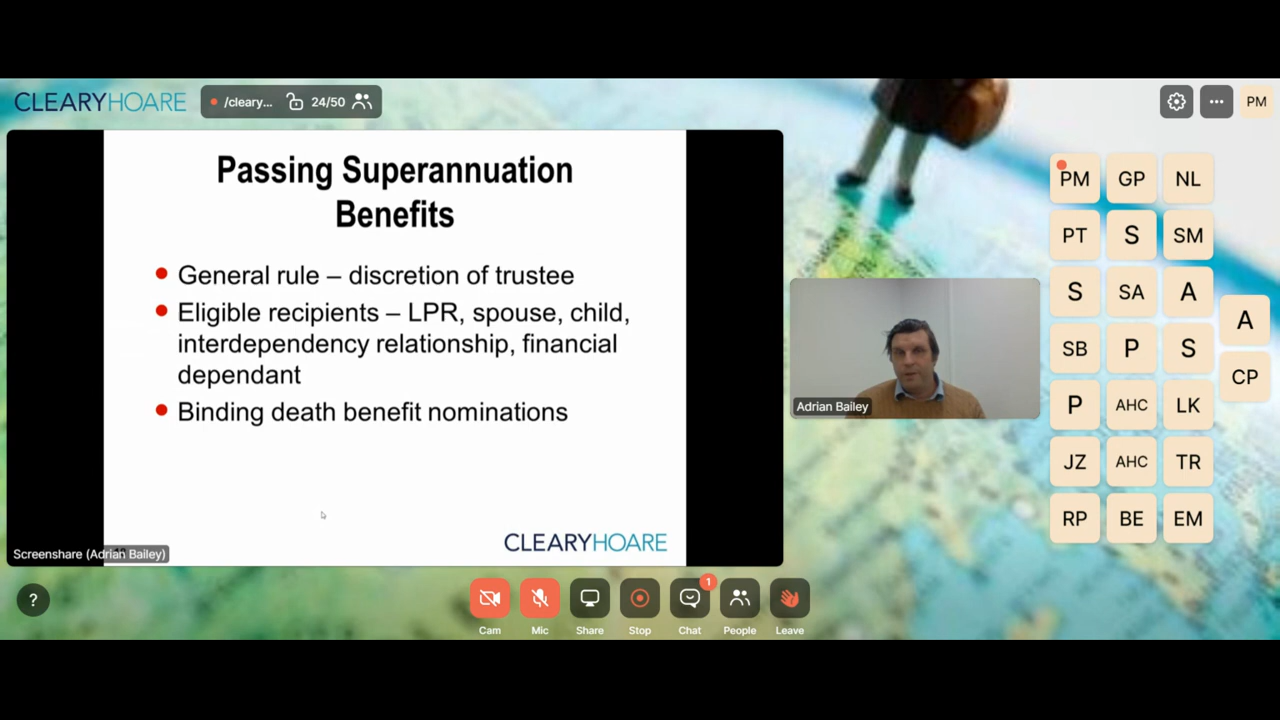 CLEARYHOARE
/cleary...
24/50
PM
Passing Superannuation
Benefits
General rule – discretion of trustee
Eligible recipients – LPR, spouse, child,
interdependency relationship, financial
dependant
Binding death benefit nominations
CLEARYHOARE
Screenshare (Adrian Bailey)
Adrian Bailey
PM GP NL
PT S SM
S SA A
A
SB P S
CP
P AHC LK
JZ AHC TR
RP BE EM
?
1
Cam Mic Share Stop Chat People Leave